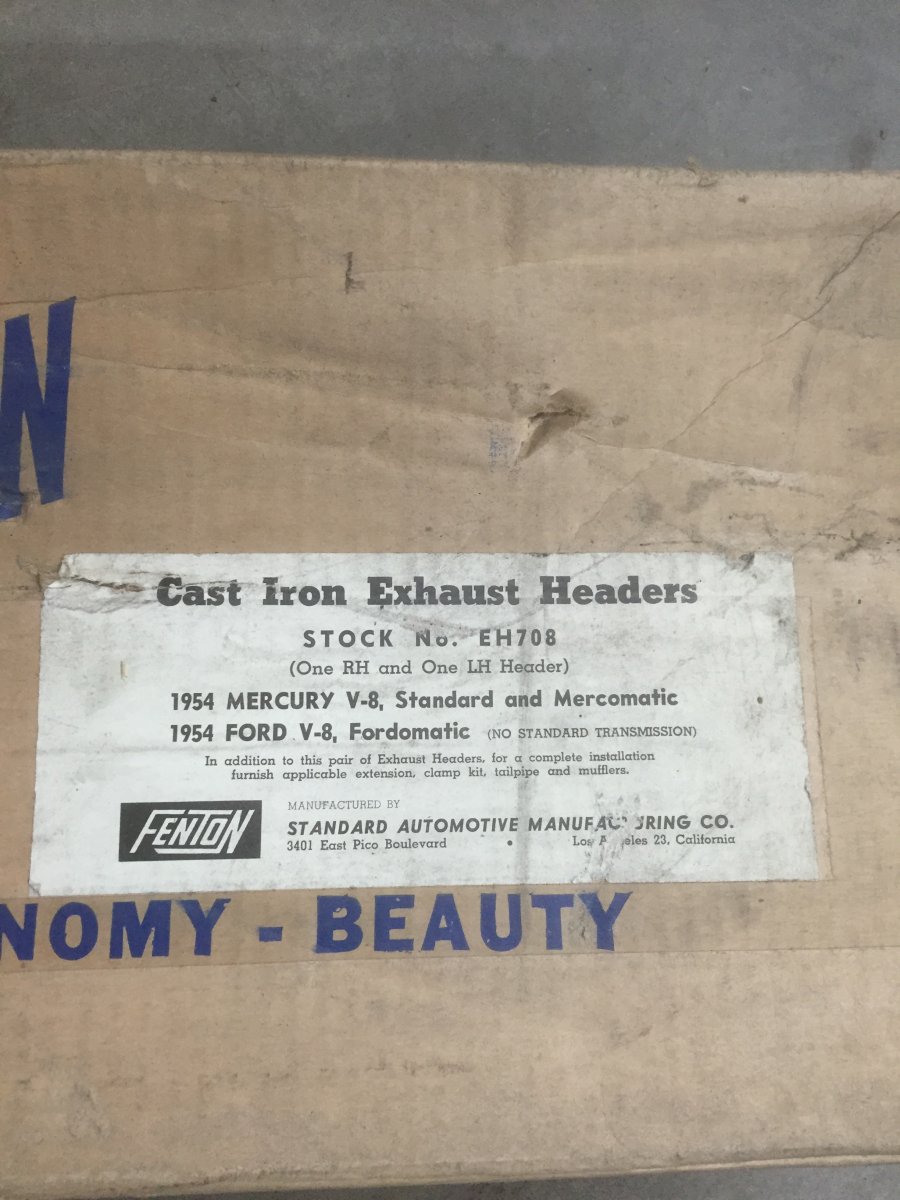 N
Cast Iron Exhaust Headers
STOCK No. EH708
(One RH and One LH Header)
1954 MERCURY V-8, Standard and Mercomatic
1954 FORD V-8, Fordomatic (NO STANDARD TRANSMISSION)
In addition to this pair of Exhaust Headers, for a complete installation
furnish applicable extension, clamp kit, tailpipe and mufflers.
FENTON
MANUFACTURED BY
STANDARD AUTOMOTIVE MANUFAC RING CO.
3401 East Pico Boulevard • Los A eles 23, California
NOMY - BEAUTY